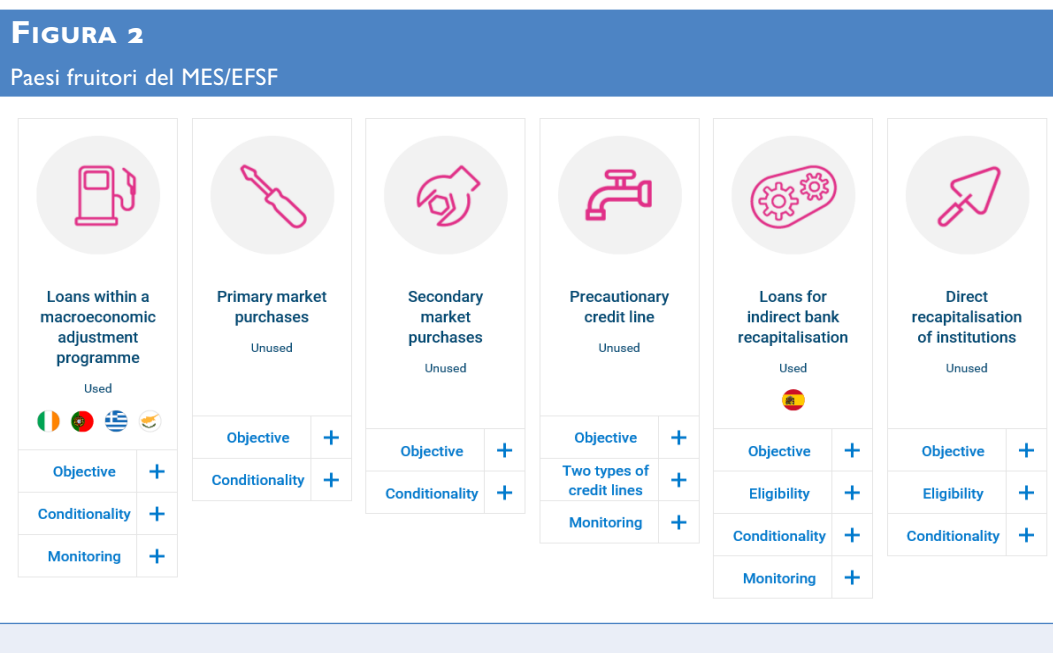 FIGURA 2
Paesi fruitori del MES/EFSF
Loans within a
macroeconomic
adjustment
programme
Used
Objective +
Conditionality +
Monitoring +
Primary market
purchases
Unused
Objective +
Conditionality +
Secondary
market
purchases
Unused
Objective +
Conditionality +
Precautionary
credit line
Unused
Objective +
Two types of
credit lines +
Monitoring +
Loans for
indirect bank
recapitalisation
Used
Objective +
Eligibility +
Conditionality +
Monitoring +
Direct
recapitalisation
of institutions
Unused
Objective +
Eligibility +
Conditionality +